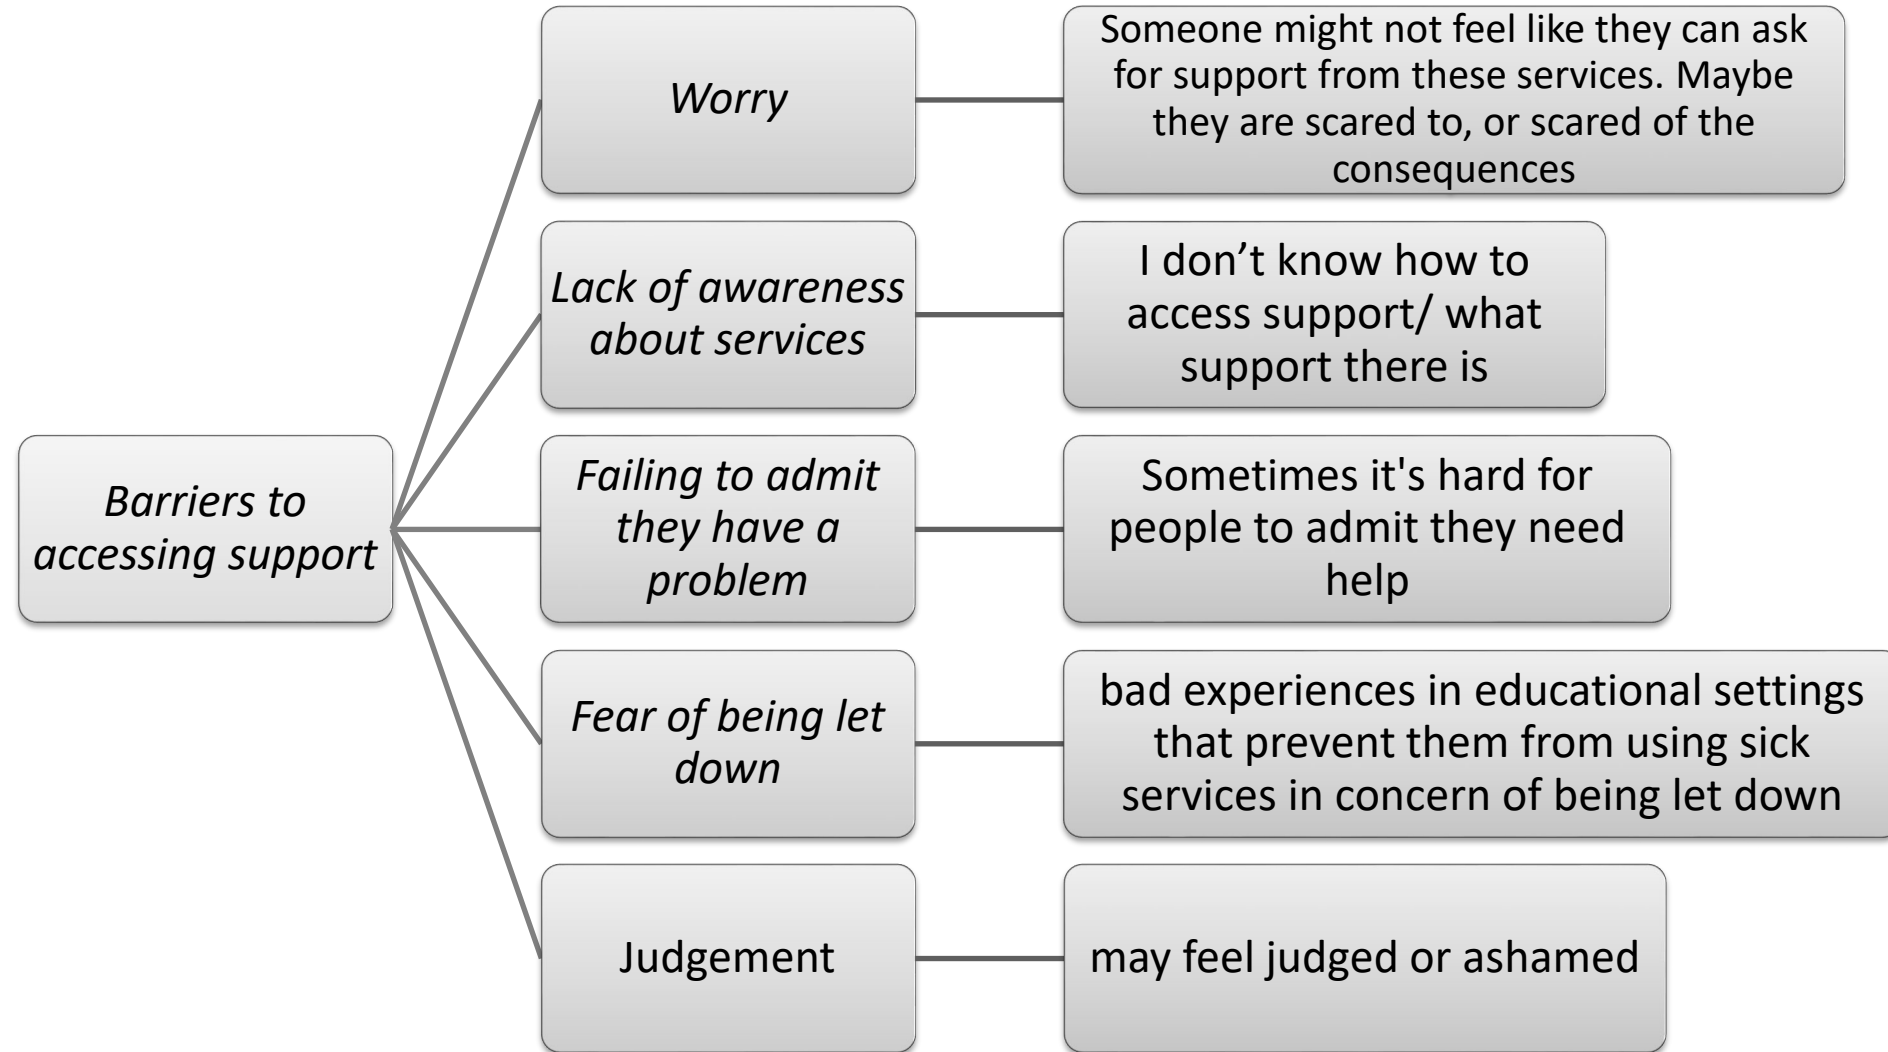 Barriers to
accessing support
Worry
Someone might not feel like they can ask
for support from these services. Maybe
they are scared to, or scared of the
consequences
Lack of awareness
about services
I don’t know how to
access support/ what
support there is
Failing to admit
they have a
problem
Sometimes it's hard for
people to admit they need
help
Fear of being let
down
bad experiences in educational settings
that prevent them from using sick
services in concern of being let down
Judgement
may feel judged or ashamed